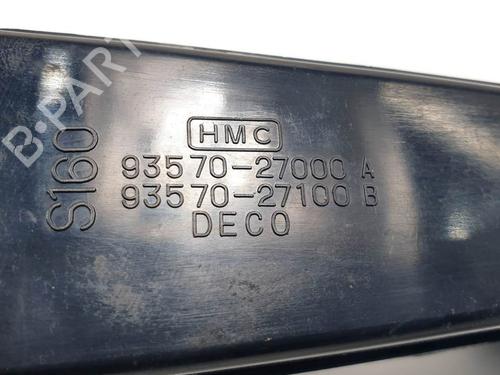 HMC
93570-27000 A
93570-27100 B
DECO
S160
B-PARTS